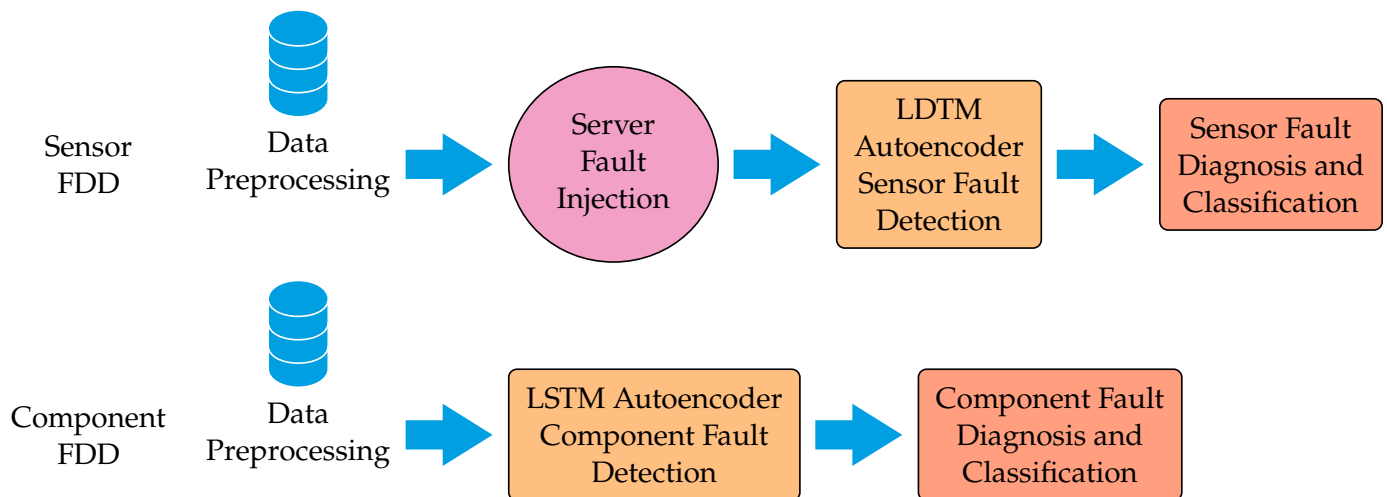 Sensor
FDD
Data
Preprocessing
Server
Fault
Injection
LDTM
Autoencoder
Sensor Fault
Detection
Sensor Fault
Diagnosis and
Classification
Component
FDD
Data
Preprocessing
LSTM Autoencoder
Component Fault
Detection
Component Fault
Diagnosis and
Classification